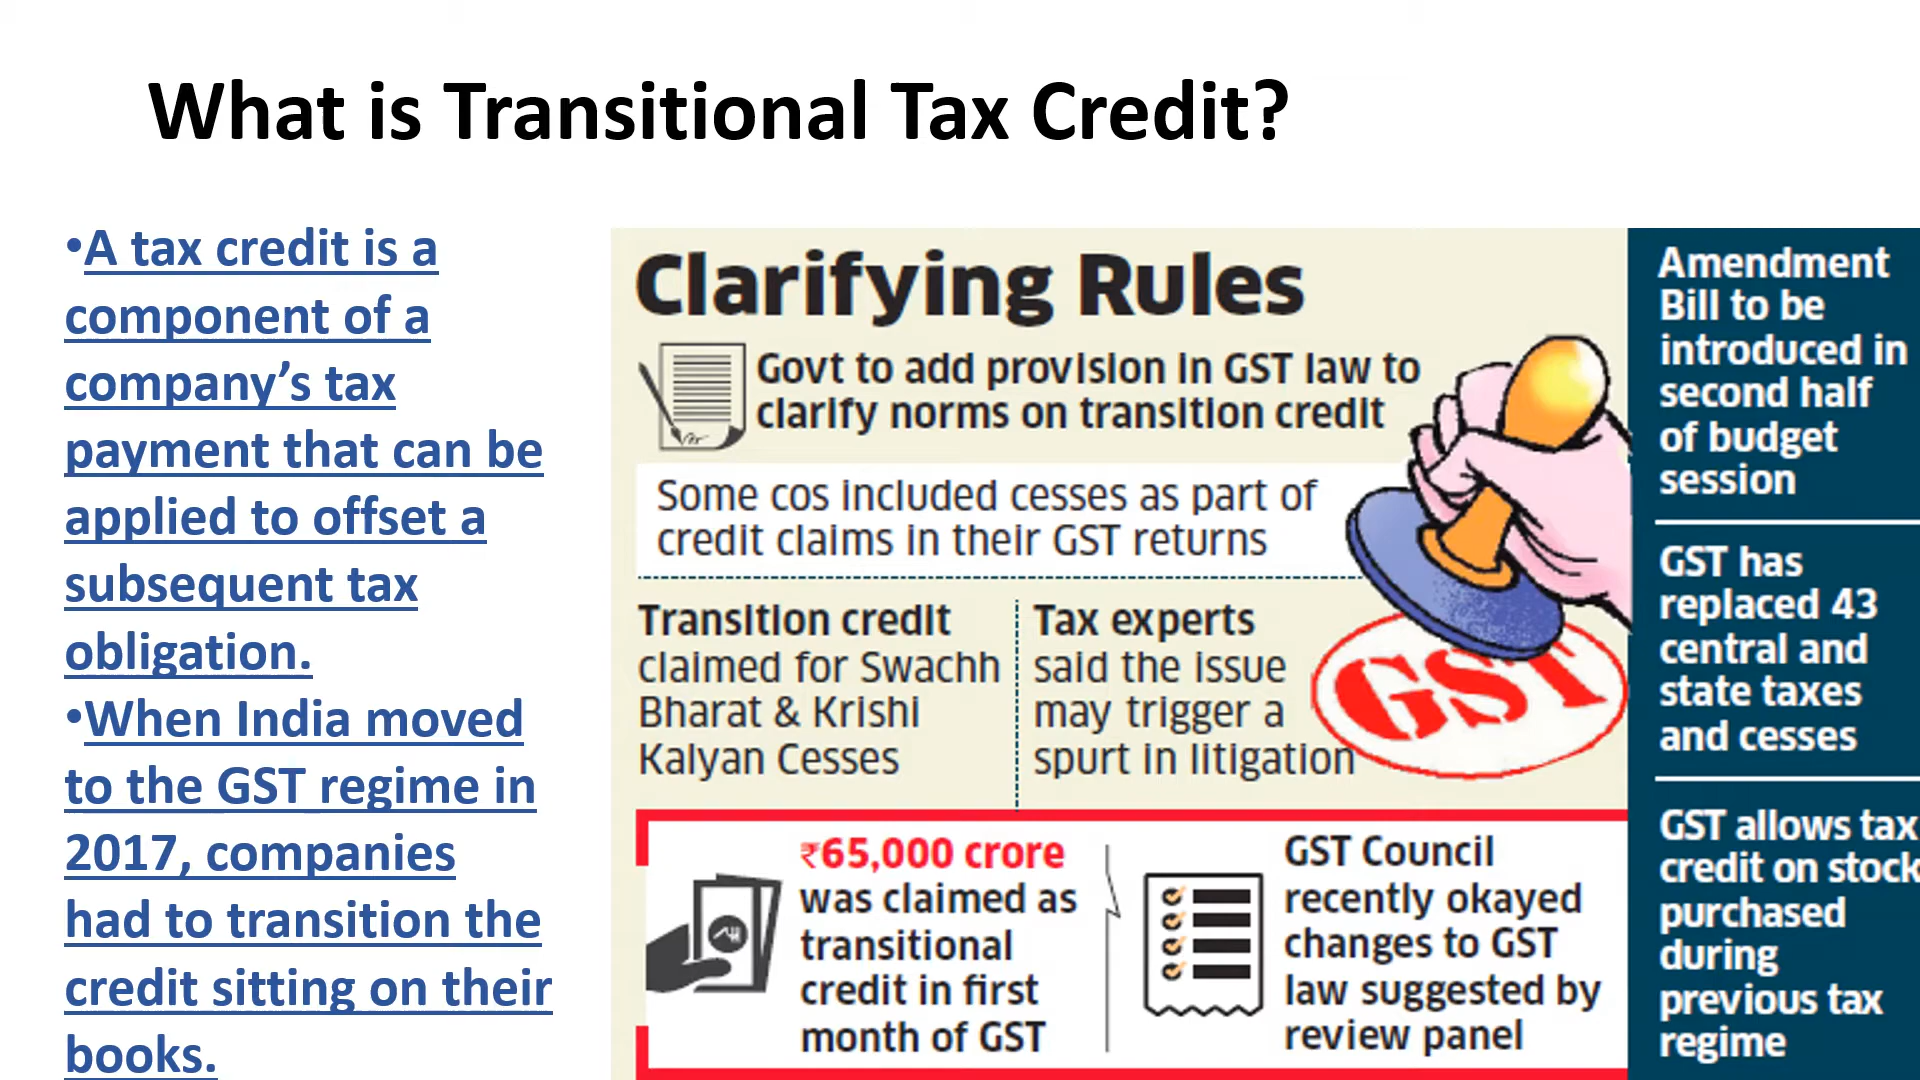 What is Transitional Tax Credit?
•A tax credit is a
component of a
company’s tax
payment that can be
applied to offset a
subsequent tax
obligation.
•When India moved
to the GST regime in
2017, companies
had to transition the
credit sitting on their
books.
Clarifying Rules
Govt to add provision in GST law to
clarify norms on transition credit
Some cos included cesses as part of
credit claims in their GST returns
Transition credit
claimed for Swachh
Bharat & Krishi
Kalyan Cesses
Tax experts
said the issue
may trigger a
spurt in litigation
GST
₹65,000 crore
was claimed as
transitional
credit in first
month of GST
GST Council
recently okayed
changes to GST
law suggested by
review panel
Amendment
Bill to be
introduced in
second half
of budget
session
GST has
replaced 43
central and
state taxes
and cesses
GST allows tax
credit on stock
purchased
during
previous tax
regime